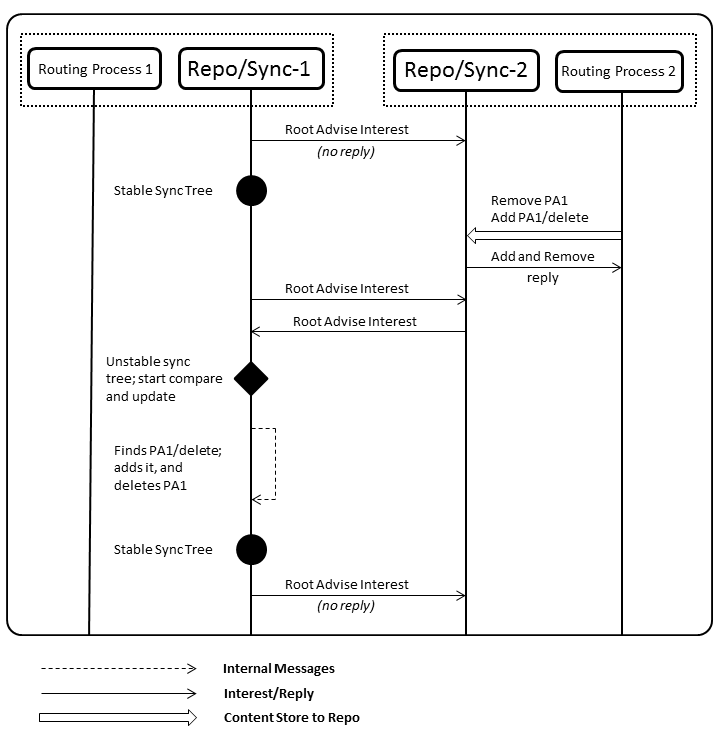 Routing Process 1
Repo/Sync-1
Repo/Sync-2
Routing Process 2
Root Advise Interest
(no reply)
Stable Sync Tree
Remove PA1
Add PA1/delete
Add and Remove
reply
Root Advise Interest
Root Advise Interest
Unstable sync
tree; start compare
and update
Finds PA1/delete;
adds it, and
deletes PA1
Stable Sync Tree
Root Advise Interest
(no reply)
Internal Messages
Interest/Reply
Content Store to Repo